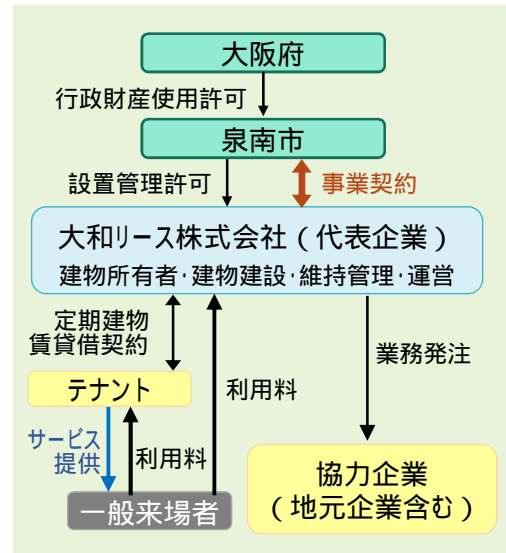 大阪府
行政財産使用許可
泉南市
設置管理許可
事業契約
大和リース株式会社(代表企業)
建物所有者・建物建設・維持管理・運営
定期建物
賃貸借契約
業務発注
テナント
利用料
サービス
提供
利用料
協力企業
(地元企業含む)
一般来場者